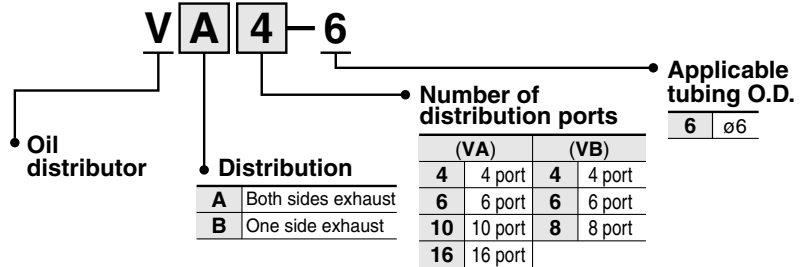 VA4-6
Applicable
tubing O.D.
6 ø6
Number of
distribution ports
(VA) (VB)
4 4 port 4 4 port
6 6 port 6 6 port
10 10 port 8 8 port
16 16 port
Oil
distributor
Distribution
A Both sides exhaust
B One side exhaust